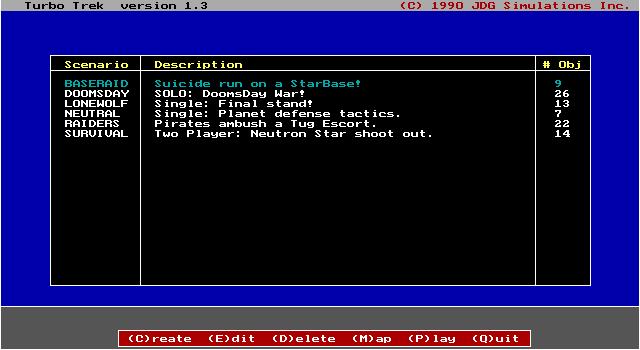 Turbo Trek version 1.3 (C) 1990 JDG Simulations Inc.
Scenario Description # Obj
BASERAID Suicide run on a StarBase! 9
DOOMSDAY SOLO: DoomsDay War! 26
LONEWOLF Single: Final stand! 13
NEUTRAL Single: Planet defense tactics. 7
RAIDERS Pirates ambush a Tug Escort. 22
SURVIVAL Two Player: Neutron Star shoot out. 14
(C)reate (E)dit (D)elete (M)ap (P)lay (Q)uit